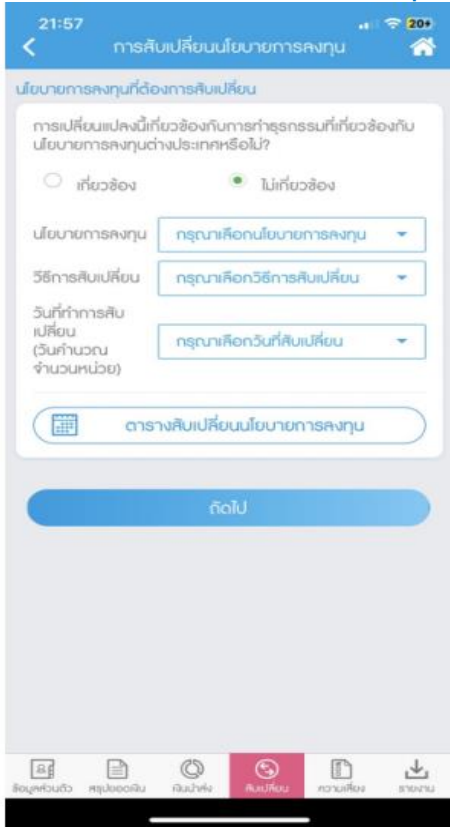 21:57
20+
การสับเปลี่ยนนโยบายการลงทุน
นโยบายการลงทุนที่ต้องการสับเปลี่ยน
การเปลี่ยนแปลงนี้เกี่ยวข้องกับการทำธุรกรรมที่เกี่ยวข้องกับ
นโยบายการลงทุนต่างประเทศหรือไม่?
เกี่ยวข้อง
ไม่เกี่ยวข้อง
นโยบายการลงทุน
กรุณาเลือกนโยบายการลงทุน
วิธีการสับเปลี่ยน
กรุณาเลือกวิธีการสับเปลี่ยน
วันที่ทำการสับ
เปลี่ยน
(วันคำนวณ
จำนวนหน่วย)
กรุณาเลือกวันที่สับเปลี่ยน
ตารางสับเปลี่ยนนโยบายการลงทุน
ถัดไป
ข้อมูลส่วนตัว
สรุปยอดเงิน
เงินนำส่ง
สับเปลี่ยน
ความเสี่ยง
รายงาน